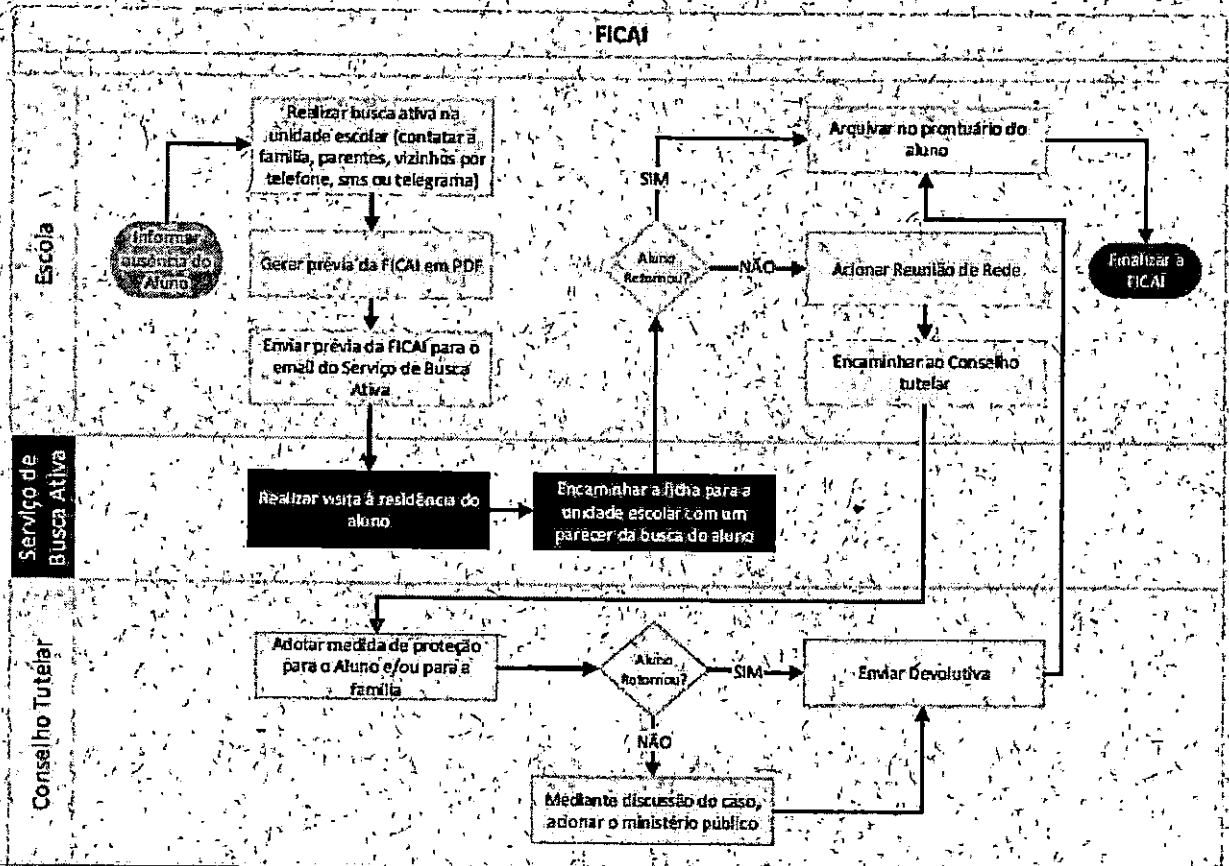 FICAI
Escola
Informar
ausência do
Aluno
Realizar busca ativa na
unidade escolar (contatar a
família, parentes, vizinhos por
telefone, sms ou telegrama)
Gerar prévia da FICAI em PDF
Enviar prévia da FICAI para o
email do Serviço de Busca
Ativa
Aluno
Retornou?
SIM
NÃO
Arquivar no prontuário do
aluno
Acionar Reunião de Rede
Encaminhar ao Conselho
tutelar
Finalizar a
FICAI
Serviço de
Busca Ativa
Realizar visita à residência do
aluno
Encaminhar a ficha para a
unidade escolar com um
parecer da busca do aluno
Conselho Tutelar
Adotar medida de proteção
para o Aluno e/ou para a
família
Aluno
Retornou?
SIM
NÃO
Enviar Devolutiva
Mediante discussão do caso,
acionar o ministério público